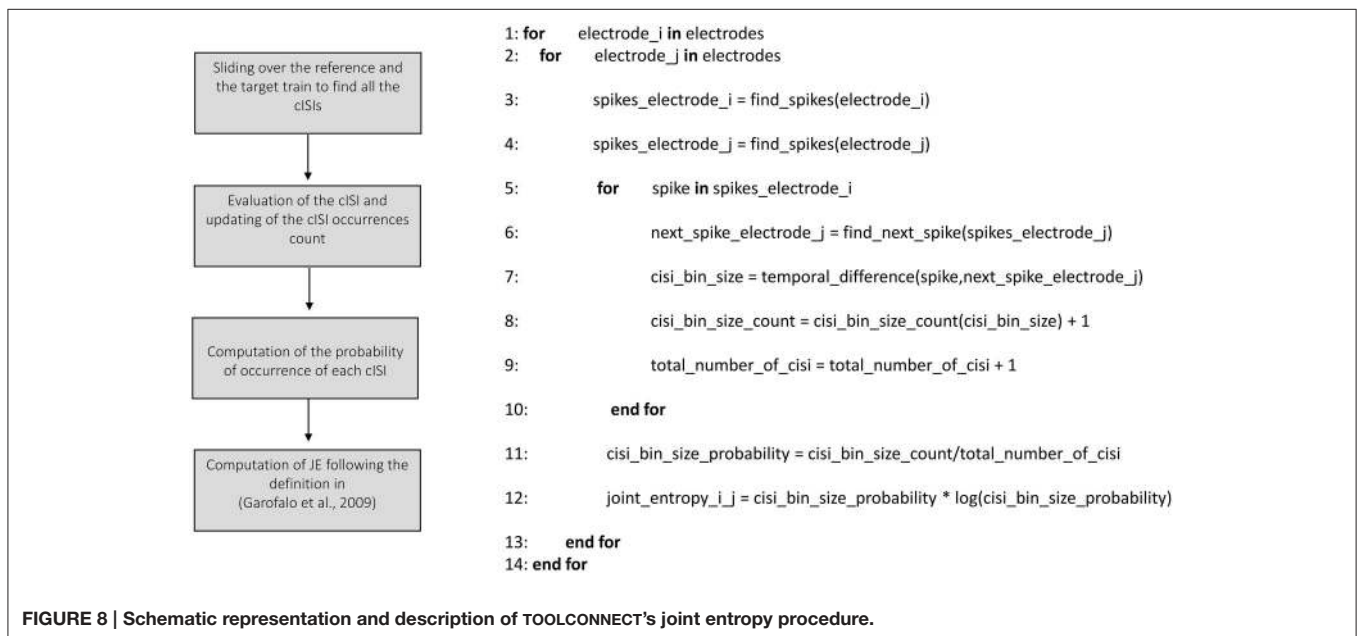 Sliding over the reference and
the target train to find all the
cISIs
Evaluation of the cISI and
updating of the cISI occurrences
count
Computation of the probability
of occurrence of each cISI
Computation of JE following the
definition in
(Garofalo et al., 2009)
1: for electrode_i in electrodes
2: for electrode_j in electrodes
3: spikes_electrode_i = find_spikes(electrode_i)
4: spikes_electrode_j = find_spikes(electrode_j)
5: for spike in spikes_electrode_i
6: next_spike_electrode_j = find_next_spike(spikes_electrode_j)
7: cisi_bin_size = temporal_difference(spike,next_spike_electrode_j)
8: cisi_bin_size_count = cisi_bin_size_count(cisi_bin_size) + 1
9: total_number_of_cisi = total_number_of_cisi + 1
10: end for
11: cisi_bin_size_probability = cisi_bin_size_count/total_number_of_cisi
12: joint_entropy_i_j = cisi_bin_size_probability * log(cisi_bin_size_probability)
13: end for
14: end for
FIGURE 8 | Schematic representation and description of TOOLCONNECT's joint entropy procedure.